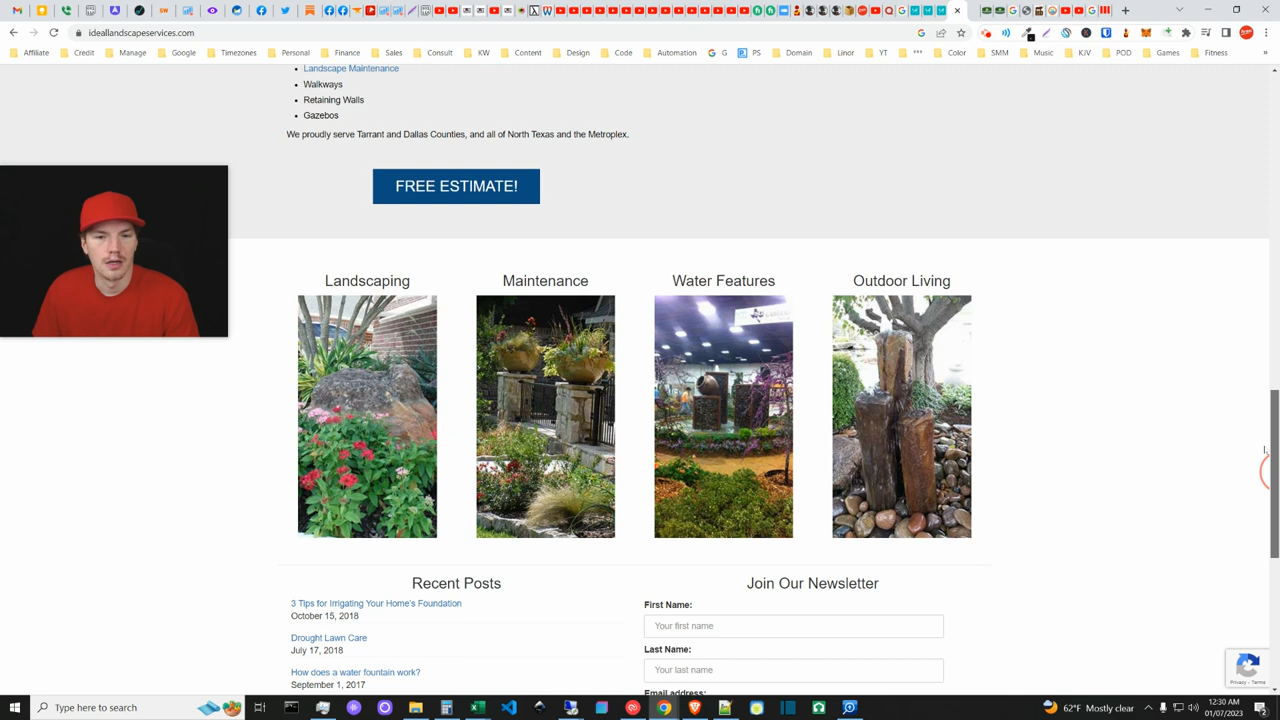 ideallandscapeservices.com
Affiliate
Credit
Manage
Google
Timezones
Personal
Finance
Sales
Consult
KW
Content
Design
Code
Automation
G
PS
Domain
Linor
YT
Color
SMM
Music
KJV
POD
Games
Fitness
Landscape Maintenance
Walkways
Retaining Walls
Gazebos
We proudly serve Tarrant and Dallas Counties, and all of North Texas and the Metroplex.
FREE ESTIMATE!
Landscaping
Maintenance
Water Features
Outdoor Living
Recent Posts
3 Tips for Irrigating Your Home's Foundation
October 15, 2018
Drought Lawn Care
July 17, 2018
How does a water fountain work?
September 1, 2017
Join Our Newsletter
First Name:
Your first name
Last Name:
Your last name
Email address:
Privacy - Terms
Type here to search
62°F Mostly clear
12:30 AM
01/07/2023